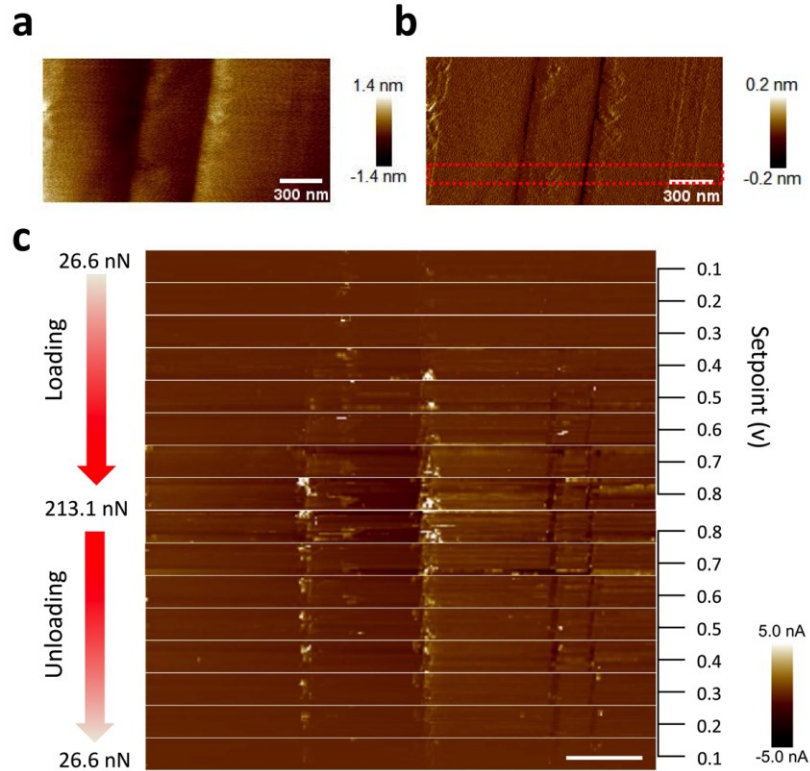 a
b
1.4 nm
-1.4 nm
300 nm
0.2 nm
-0.2 nm
300 nm
c
26.6 nN
Loading
213.1 nN
Unloading
26.6 nN
0.1
0.2
0.3
0.4
0.5
0.6
0.7
0.8
0.8
0.7
0.6
0.5
0.4
0.3
0.2
0.1
Setpoint (v)
5.0 nA
-5.0 nA